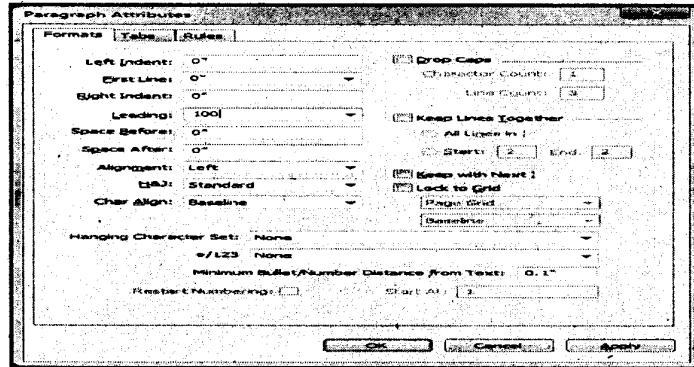 Paragraph Attributes
Formats Tabs Rules
Left Indent: 0"
First Line: 0"
Right Indent: 0"
Leading: 100
Space Before: 0"
Space After: 0"
Alignment: Left
H&J: Standard
Char Align: Baseline
Drop Caps
Character Count: 1
Line Count: 3
Keep Lines Together
All Lines in ¶
Start: 2 End: 2
Keep with Next ¶
Lock to Grid
Page Grid
Baseline
Hanging Character Set: None
•/123 None
Minimum Bullet/Number Distance from Text: 0.1"
Restart Numbering: Start At: 1
OK Cancel Apply